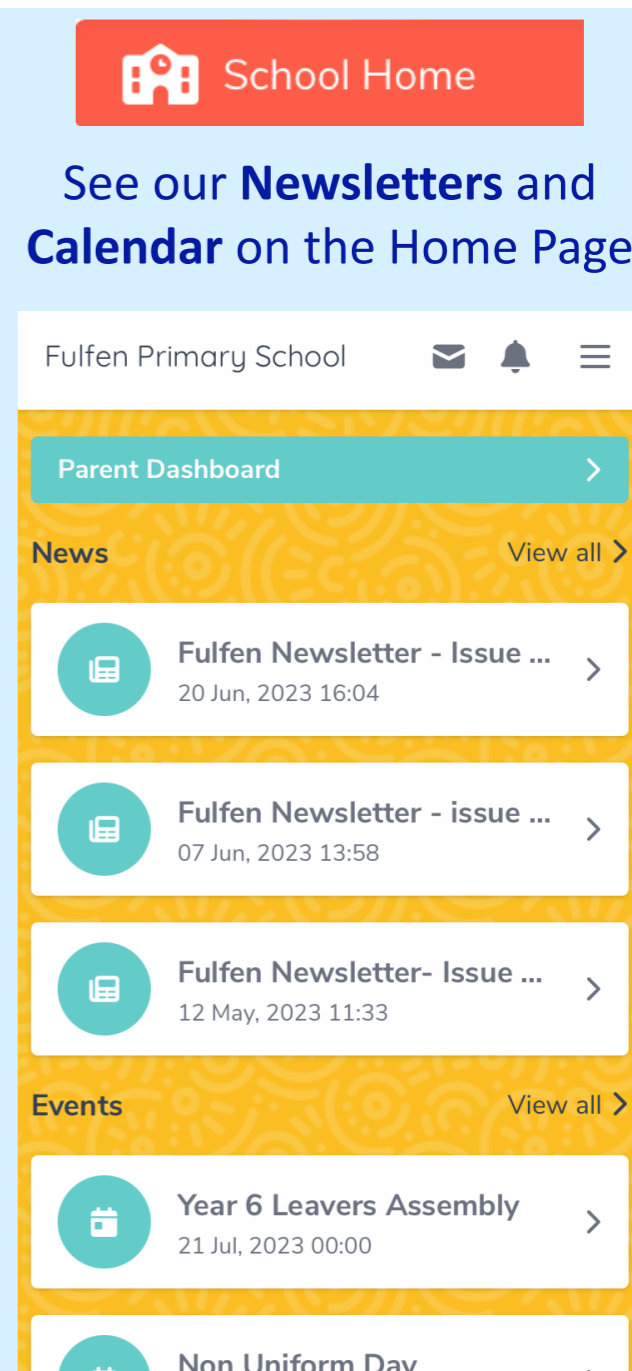 School Home
See our Newsletters and
Calendar on the Home Page
Fulfen Primary School
Parent Dashboard
News
View all
Fulfen Newsletter - Issue ...
20 Jun, 2023 16:04
Fulfen Newsletter - issue ...
07 Jun, 2023 13:58
Fulfen Newsletter- Issue ...
12 May, 2023 11:33
Events
View all
Year 6 Leavers Assembly
21 Jul, 2023 00:00
Non Uniform Day